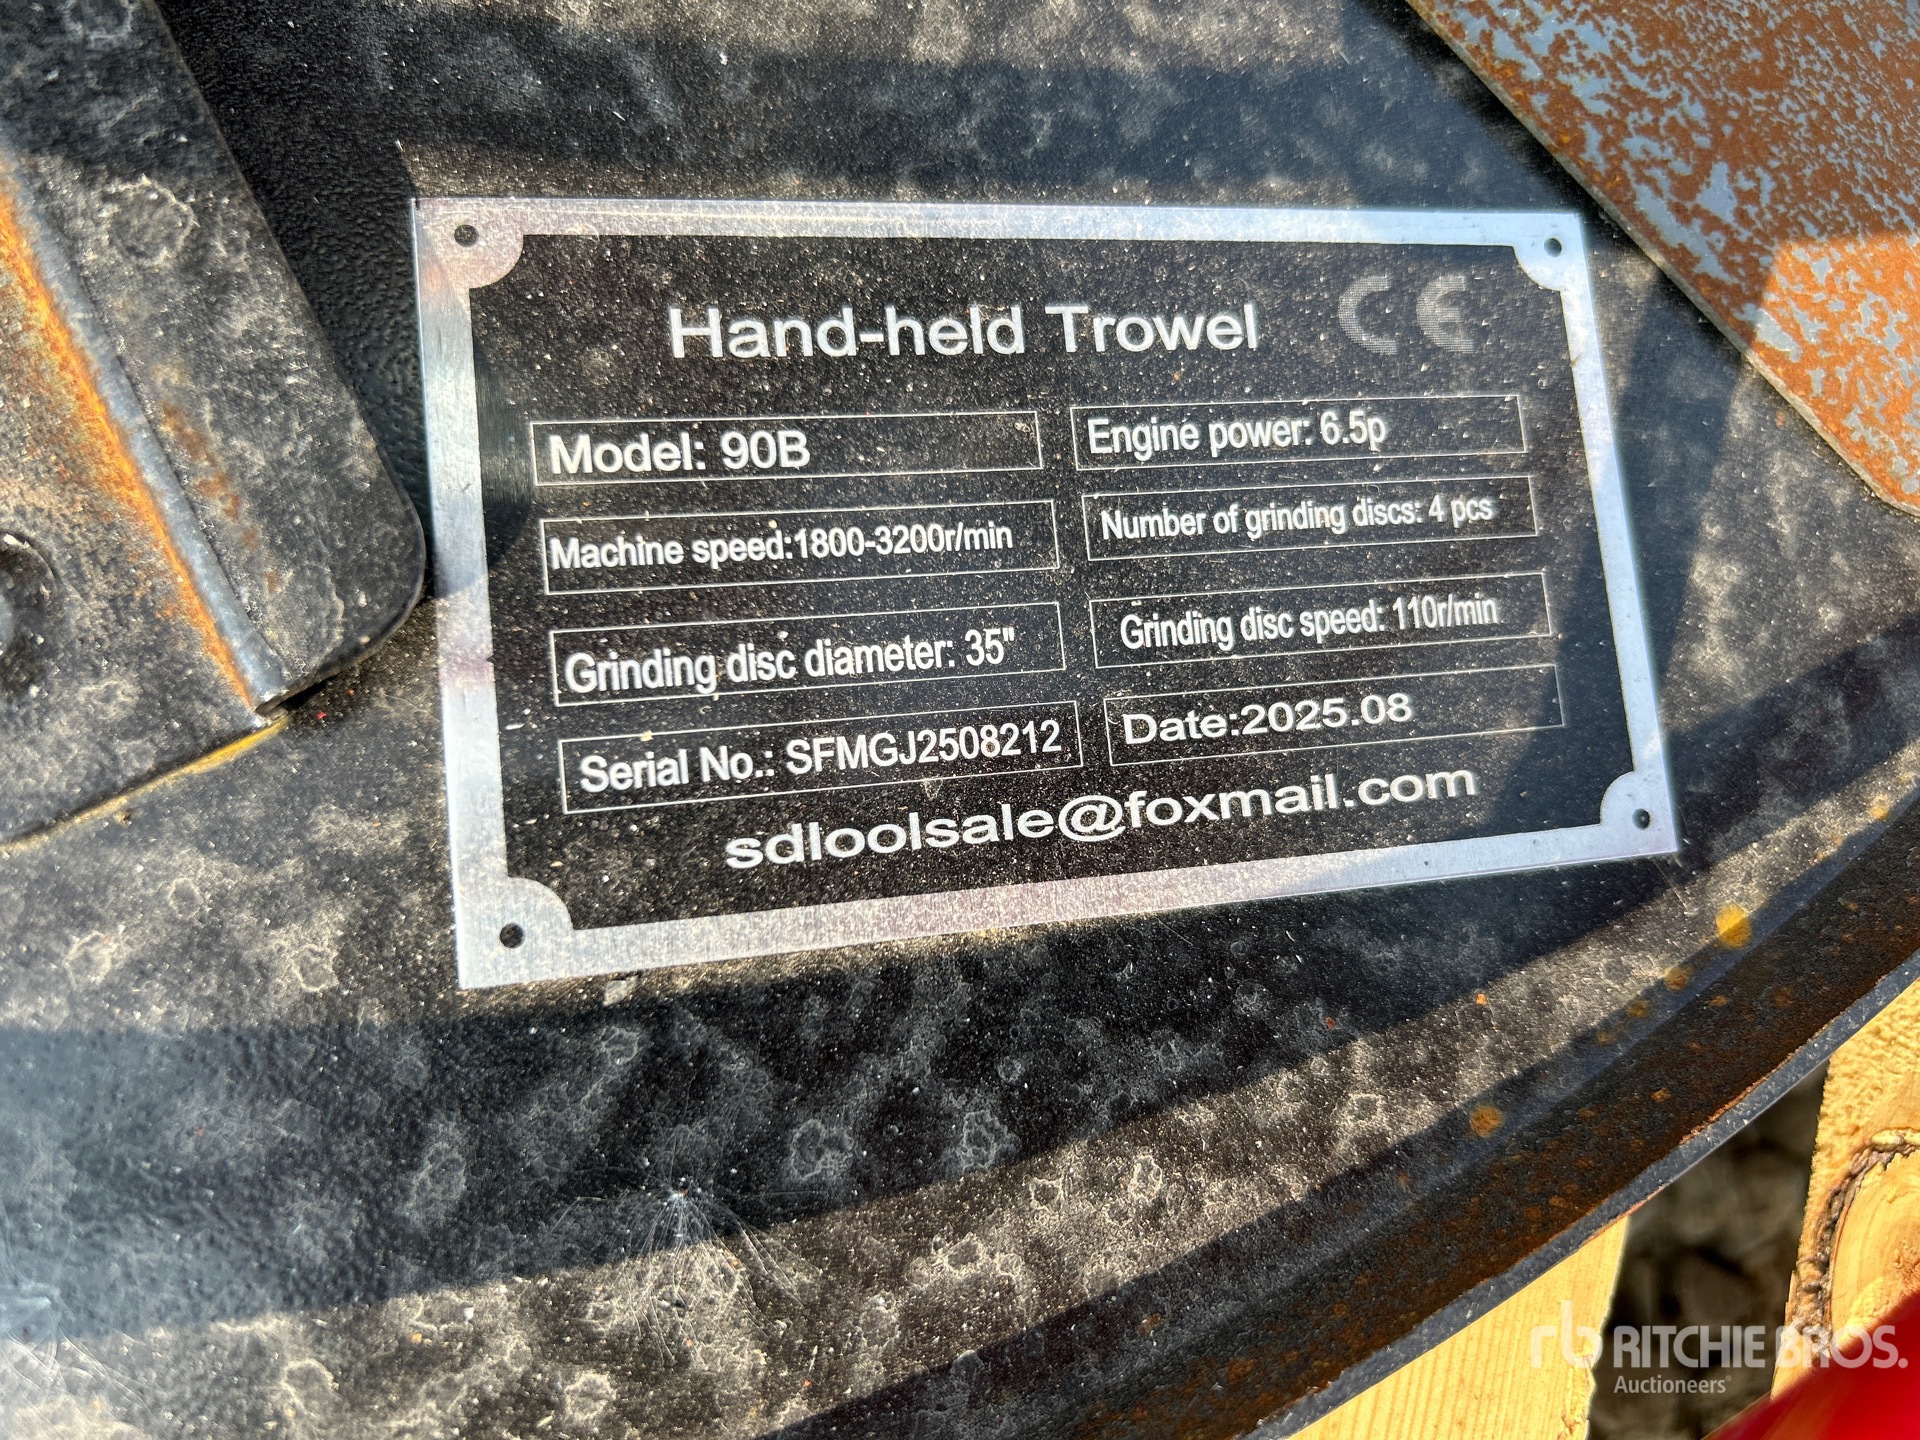 Hand-held Trowel CE
Model: 90B
Engine power: 6.5p
Machine speed:1800-3200r/min
Number of grinding discs: 4 pcs
Grinding disc diameter: 35"
Grinding disc speed: 110r/min
Serial No.: SFMGJ2508212
Date:2025.08
sdloolsale@foxmail.com
rb RITCHIE BROS.
Auctioneers